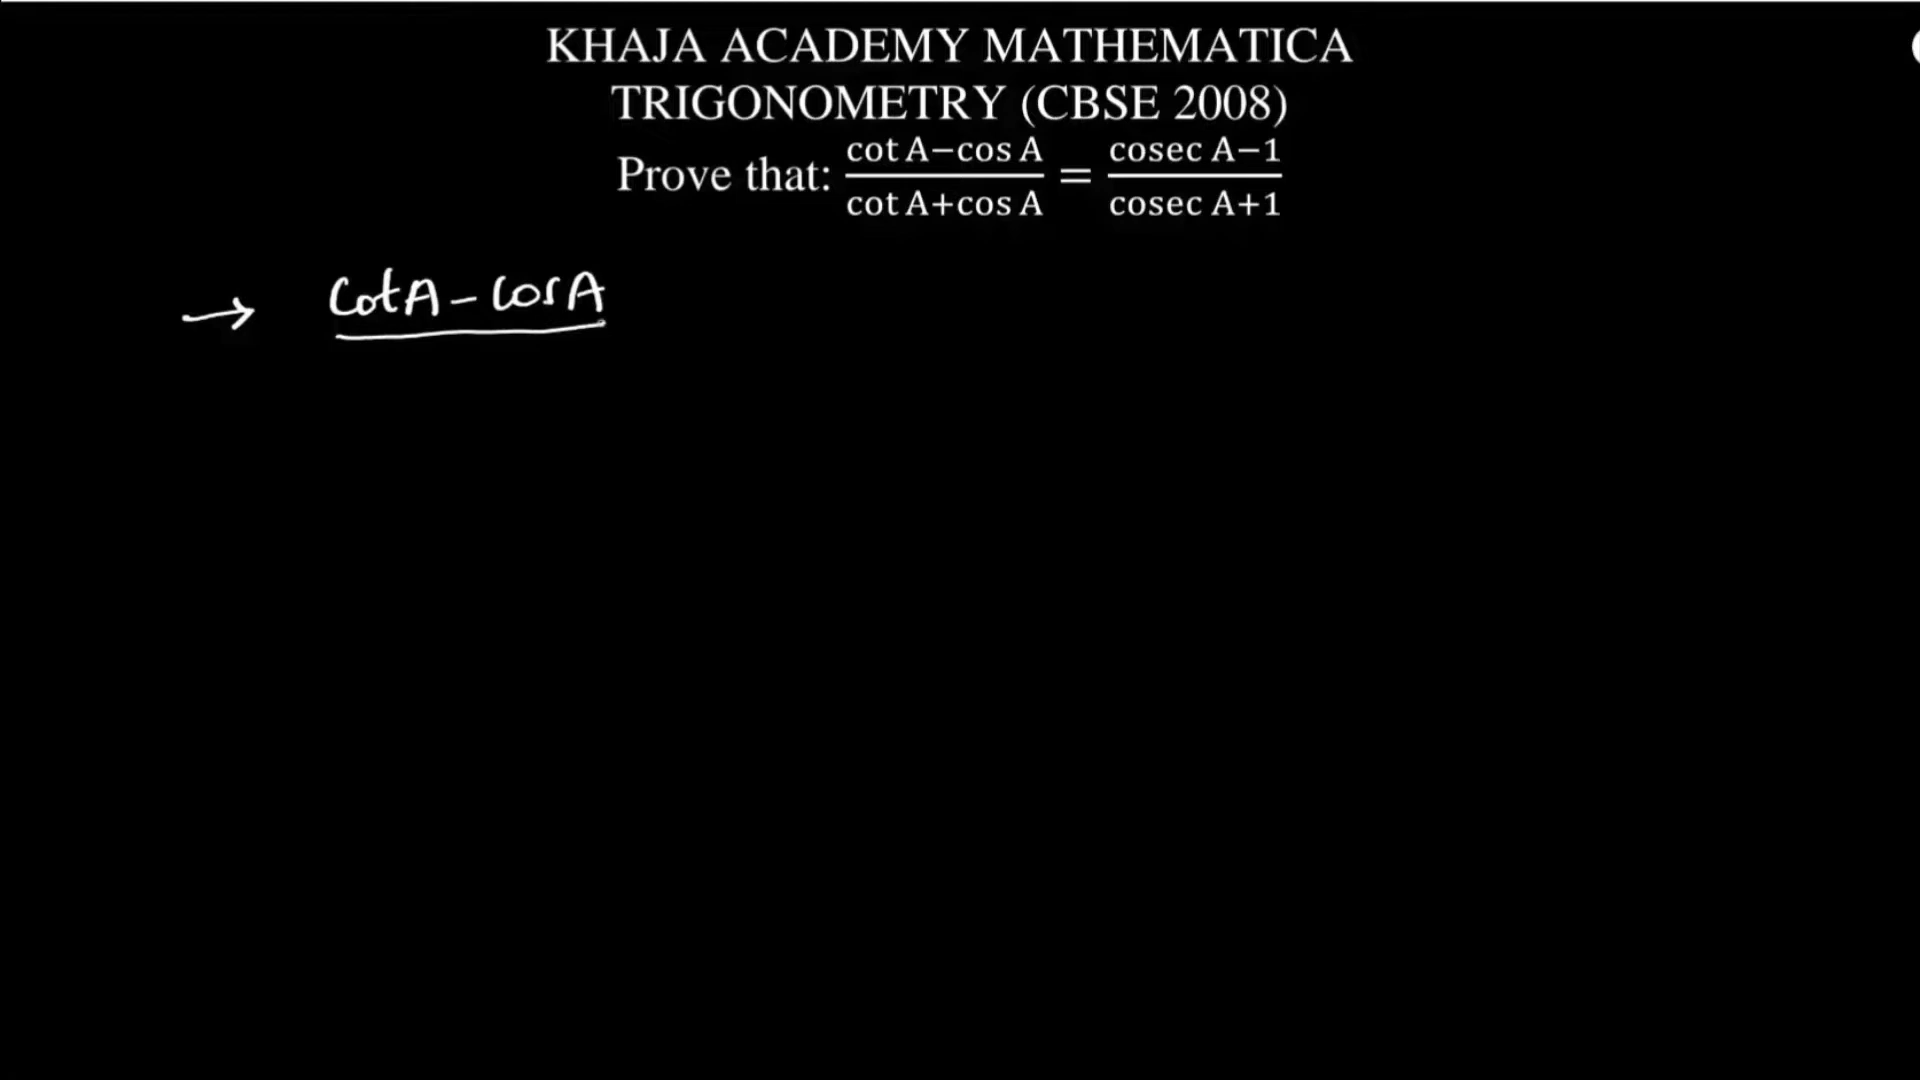 KHAJA ACADEMY MATHEMATICA
TRIGONOMETRY (CBSE 2008)
Prove that: (cot A−cos A)/(cot A+cos A) = (cosec A−1)/(cosec A+1)
→ cotA - cosA